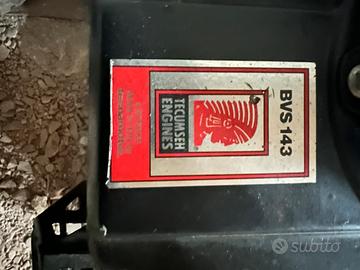 BVS 143
TECUMSEH
ENGINES
subito